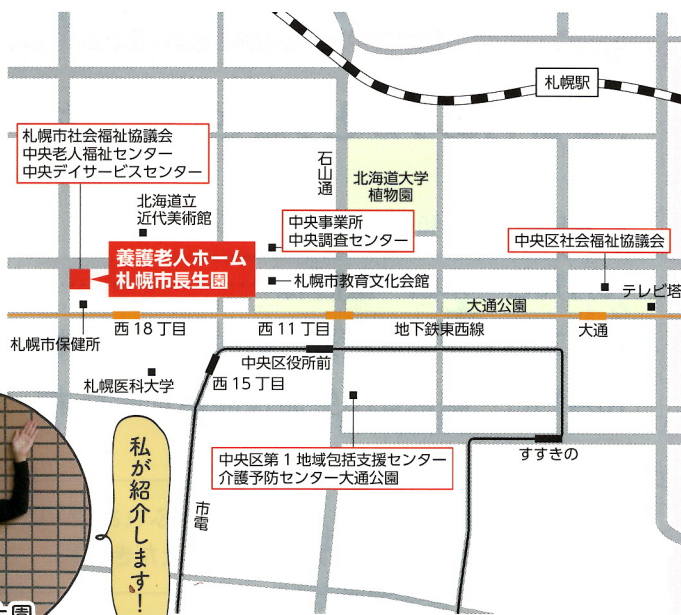 札幌駅
札幌市社会福祉協議会
中央老人福祉センター
中央デイサービスセンター
石山通
北海道大学
植物園
北海道立
近代美術館
中央事業所
中央調査センター
中央区社会福祉協議会
養護老人ホーム
札幌市長生園
札幌市教育文化会館
テレビ塔
大通公園
西18丁目
西11丁目
地下鉄東西線
大通
札幌市保健所
中央区役所前
札幌医科大学
西15丁目
中央区第1地域包括支援センター
介護予防センター大通公園
すすきの
市電
私が紹介します!
園